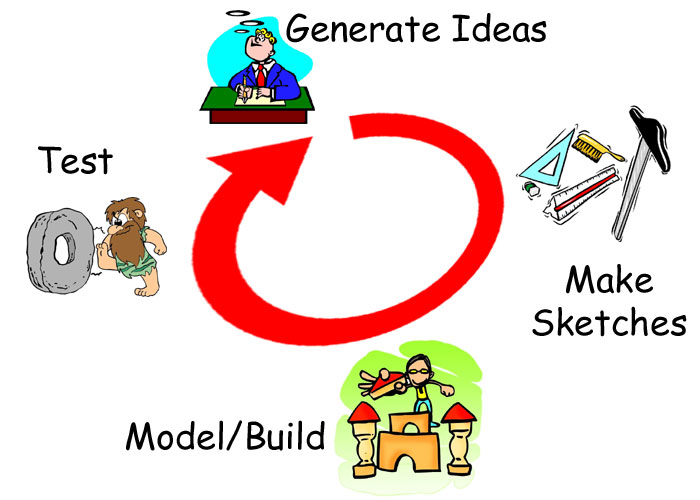 Generate Ideas
Test
Make
Sketches
Model/Build